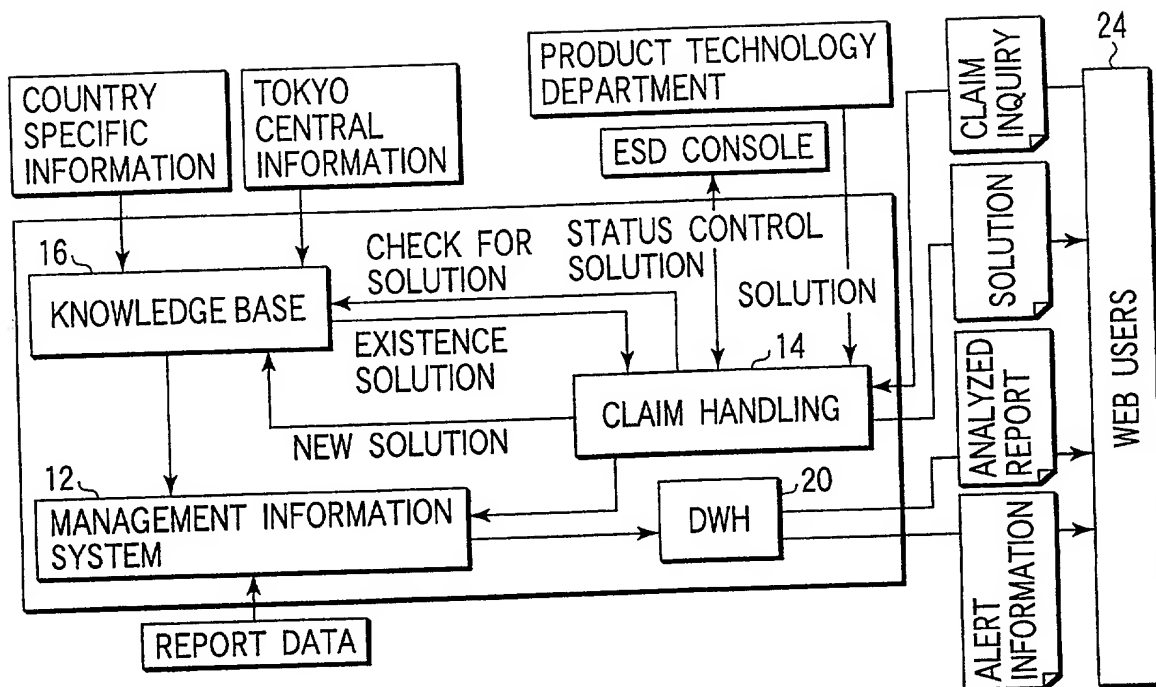 COUNTRY
SPECIFIC
INFORMATION
TOKYO
CENTRAL
INFORMATION
PRODUCT TECHNOLOGY
DEPARTMENT
ESD CONSOLE
CLAIM
INQUIRY
24
16
KNOWLEDGE BASE
CHECK FOR
SOLUTION
STATUS CONTROL
SOLUTION
SOLUTION
SOLUTION
EXISTENCE
SOLUTION
14
CLAIM HANDLING
NEW SOLUTION
ANALYZED
REPORT
WEB USERS
12
MANAGEMENT INFORMATION
SYSTEM
20
DWH
ALERT
INFORMATION
REPORT DATA